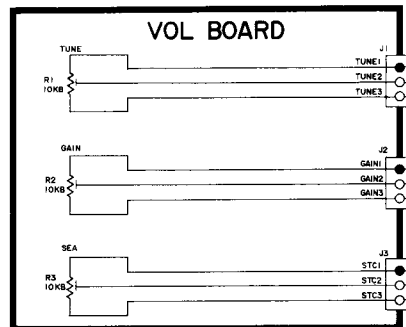 VOL BOARD
TUNE
J1
TUNE1
R1
10KB
TUNE2
TUNE3
GAIN
J2
GAIN1
R2
10KB
GAIN2
GAIN3
SEA
J3
STC1
R3
10KB
STC2
STC3